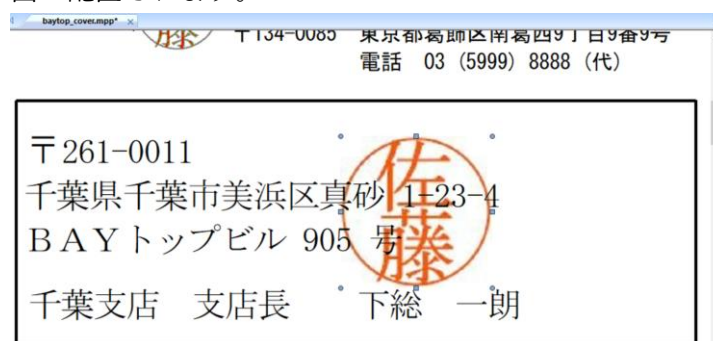 baytop_cover.mpp*
藤 〒134-0085 東京都葛飾区南葛西9丁目9番9号
電話 03 (5999) 8888 (代)
〒261-0011
千葉県千葉市美浜区真砂 1-23-4
BAYトップビル 905 号
佐藤
千葉支店 支店長 下総 一朗